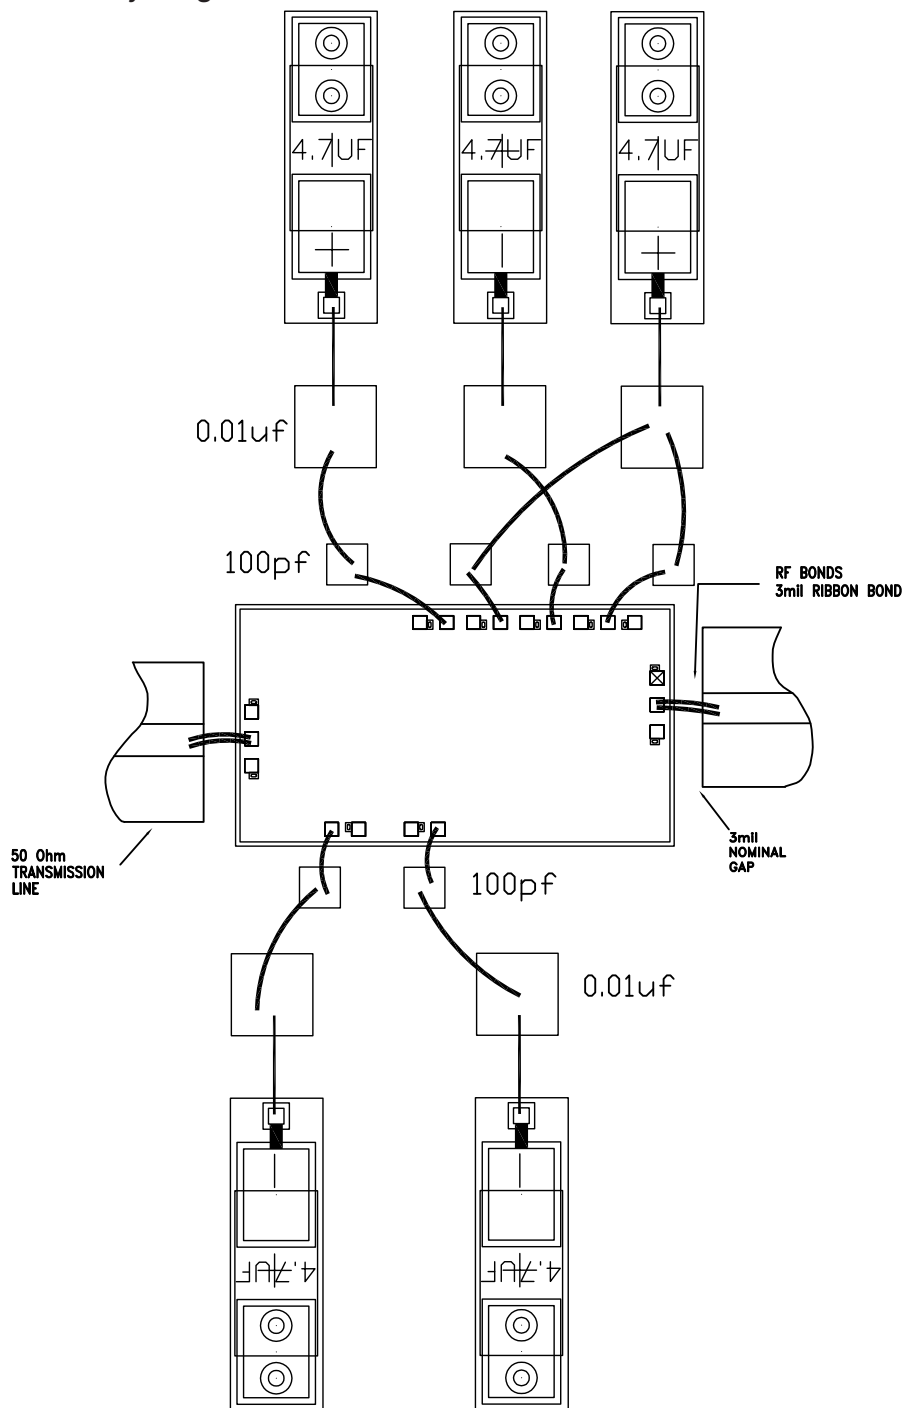 4.7UF
4.7UF
4.7UF
0.01uf
100pf
RF BONDS
3mil RIBBON BOND
50 Ohm
TRANSMISSION
LINE
3mil
NOMINAL
GAP
100pf
0.01uf
4.7UF
4.7UF